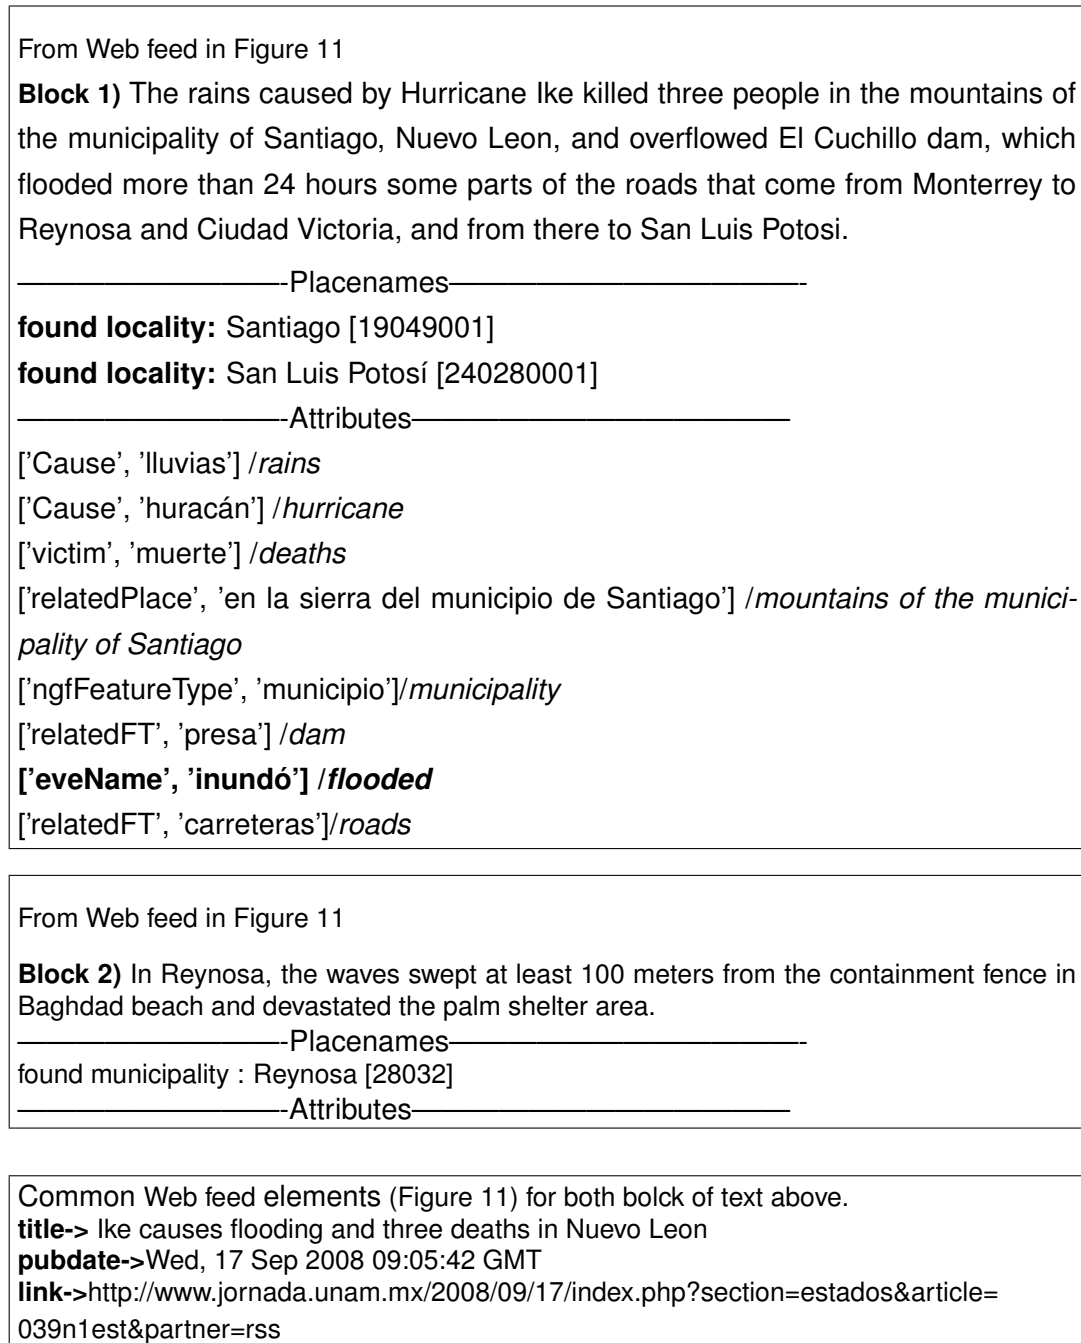 From Web feed in Figure 11
Block 1) The rains caused by Hurricane Ike killed three people in the mountains of
the municipality of Santiago, Nuevo Leon, and overflowed El Cuchillo dam, which
flooded more than 24 hours some parts of the roads that come from Monterrey to
Reynosa and Ciudad Victoria, and from there to San Luis Potosi.
—————————-Placenames————————————-
found locality: Santiago [19049001]
found locality: San Luis Potosí [240280001]
—————————-Attributes—————————————
['Cause', 'lluvias'] /rains
['Cause', 'huracán'] /hurricane
['victim', 'muerte'] /deaths
['relatedPlace', 'en la sierra del municipio de Santiago'] /mountains of the munici-
pality of Santiago
['ngfFeatureType', 'municipio']/municipality
['relatedFT', 'presa'] /dam
['eveName', 'inundó'] /flooded
['relatedFT', 'carreteras']/roads
From Web feed in Figure 11
Block 2) In Reynosa, the waves swept at least 100 meters from the containment fence in
Baghdad beach and devastated the palm shelter area.
—————————-Placenames————————————-
found municipality : Reynosa [28032]
—————————-Attributes—————————————
Common Web feed elements (Figure 11) for both bolck of text above.
title-> Ike causes flooding and three deaths in Nuevo Leon
pubdate->Wed, 17 Sep 2008 09:05:42 GMT
link->http://www.jornada.unam.mx/2008/09/17/index.php?section=estados&article=
039n1est&partner=rss